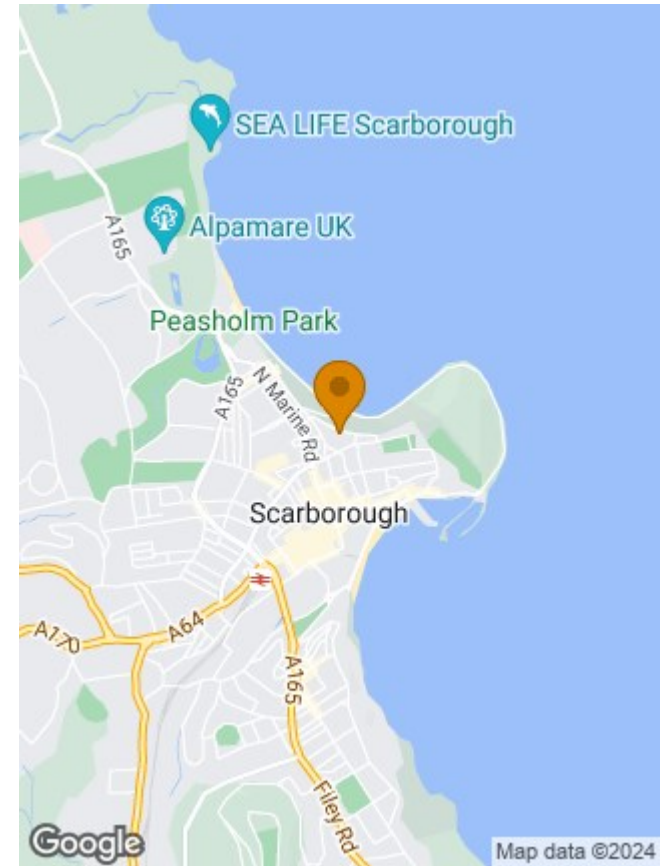 SEA LIFE Scarborough
Alpamare UK
A165
Peasholm Park
A165
N Marine Rd
Scarborough
A64
A170
A165
Filey Rd
Google
Map data ©2024